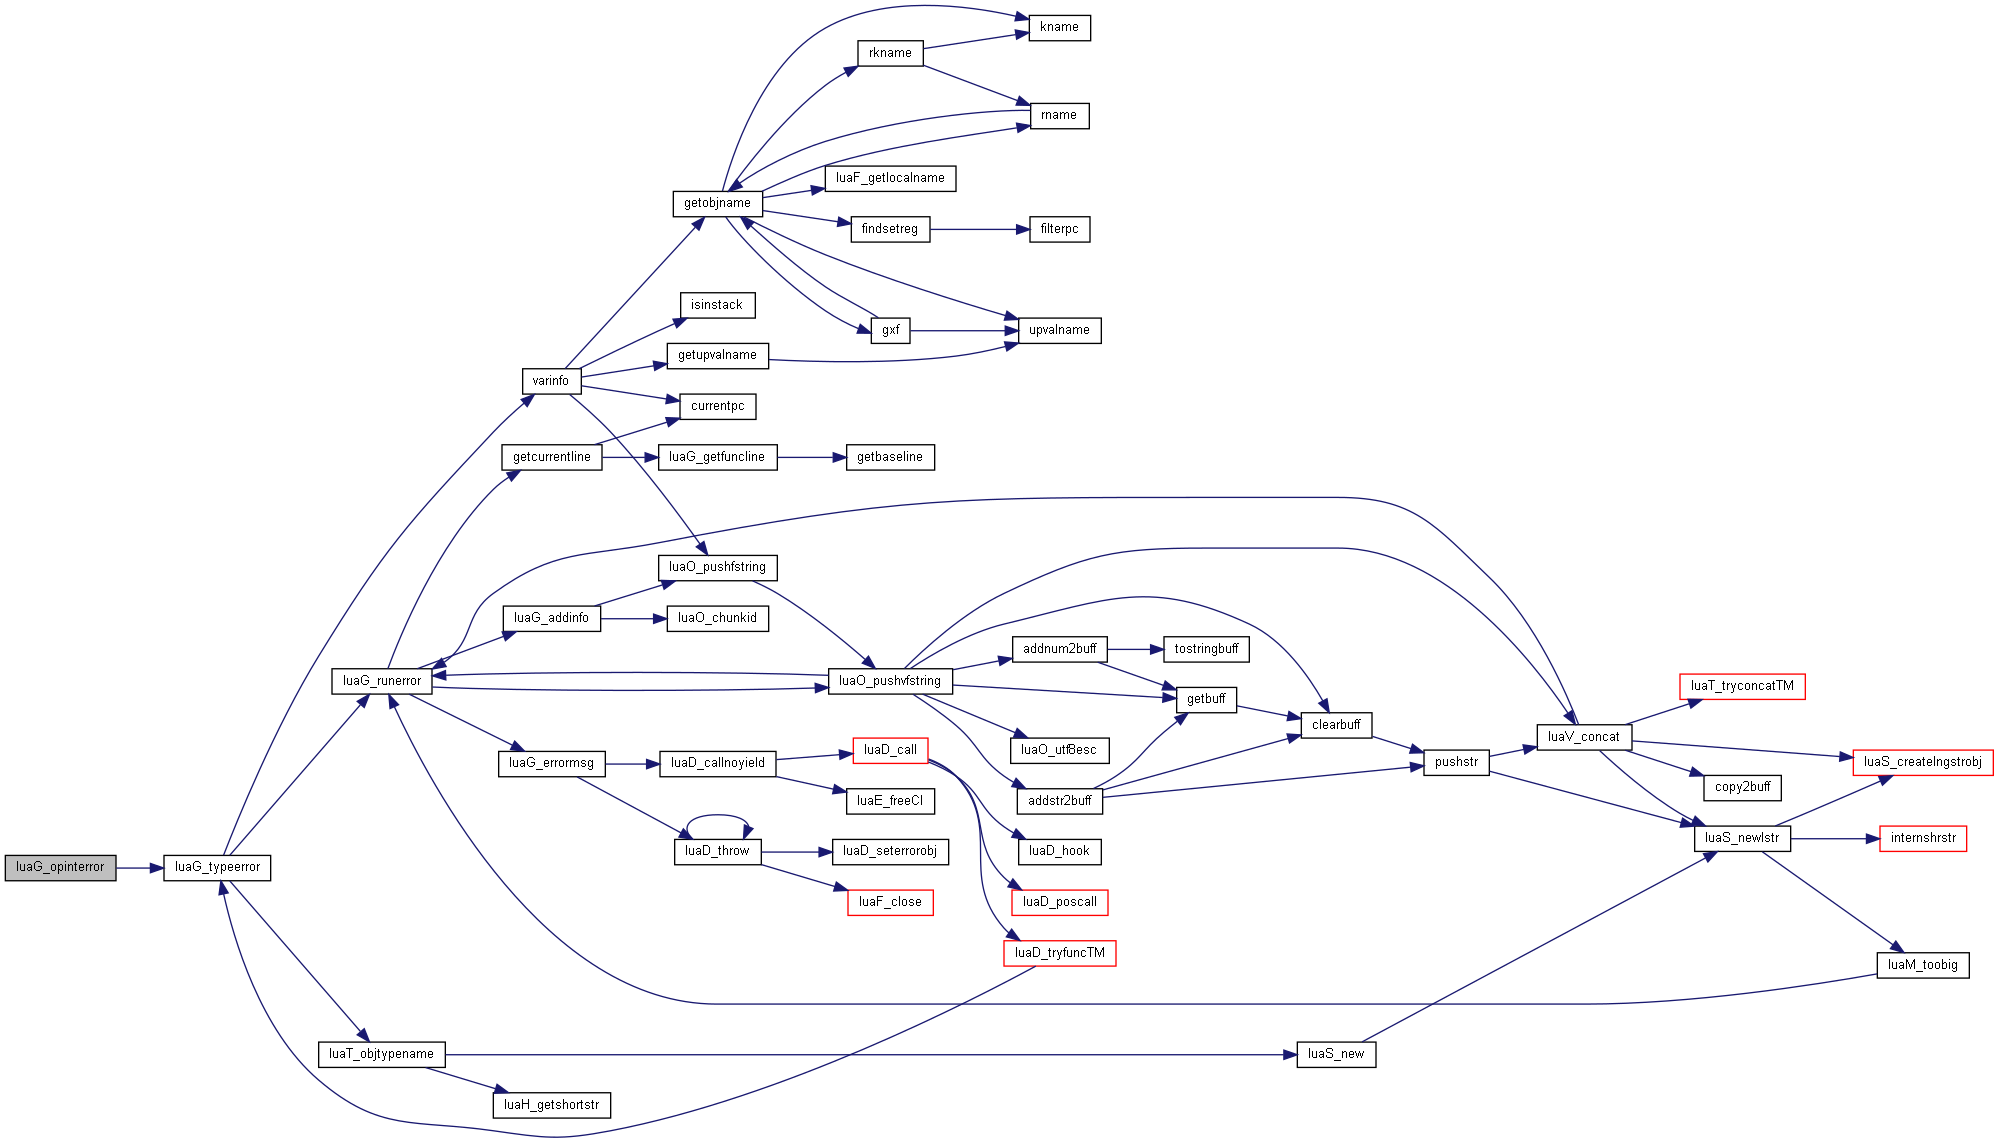 kname
rkname
rname
luaF_getlocalname
getobjname
findsetreg
filterpc
isinstack
gxf
upvalname
getupvalname
varinfo
currentpc
getcurrentline
luaG_getfuncline
getbaseline
luaO_pushfstring
luaG_addinfo
luaO_chunkid
addnum2buff
tostringbuff
luaG_runerror
luaO_pushvfstring
luaT_tryconcatTM
getbuff
clearbuff
luaV_concat
luaO_utf8esc
luaD_call
luaG_errormsg
luaD_callnoyield
pushstr
luaS_createlngstrobj
copy2buff
luaE_freeCI
addstr2buff
luaS_newlstr
internshrstr
luaD_throw
luaD_seterrorobj
luaD_hook
luaG_opinterror
luaG_typeerror
luaF_close
luaD_poscall
luaD_tryfuncTM
luaM_toobig
luaT_objtypename
luaS_new
luaH_getshortstr